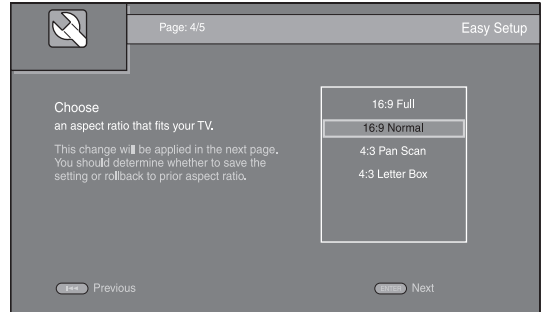 Page: 4/5
Easy Setup
Choose
an aspect ratio that fits your TV.
This change will be applied in the next page.
You should determine whether to save the
setting or rollback to prior aspect ratio.
16:9 Full
16:9 Normal
4:3 Pan Scan
4:3 Letter Box
Previous
ENTER Next